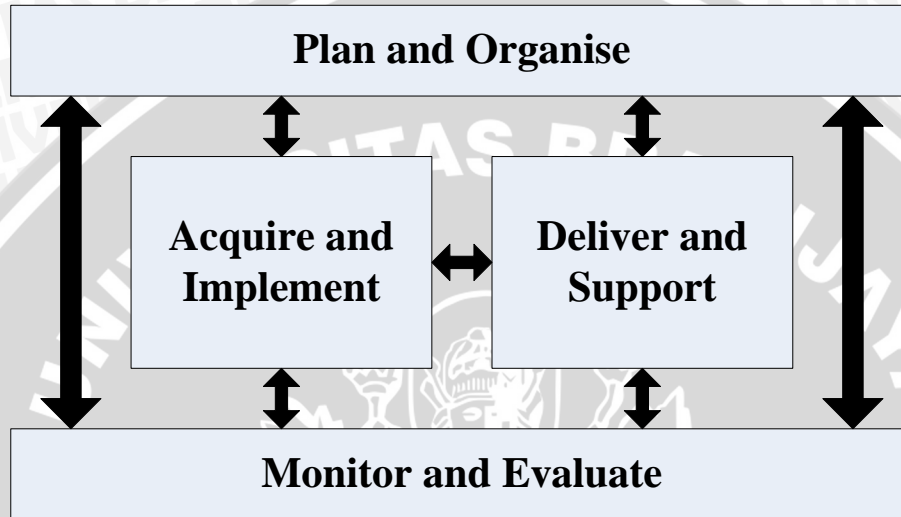 Plan and Organise
Acquire and
Implement
Deliver and
Support
Monitor and Evaluate